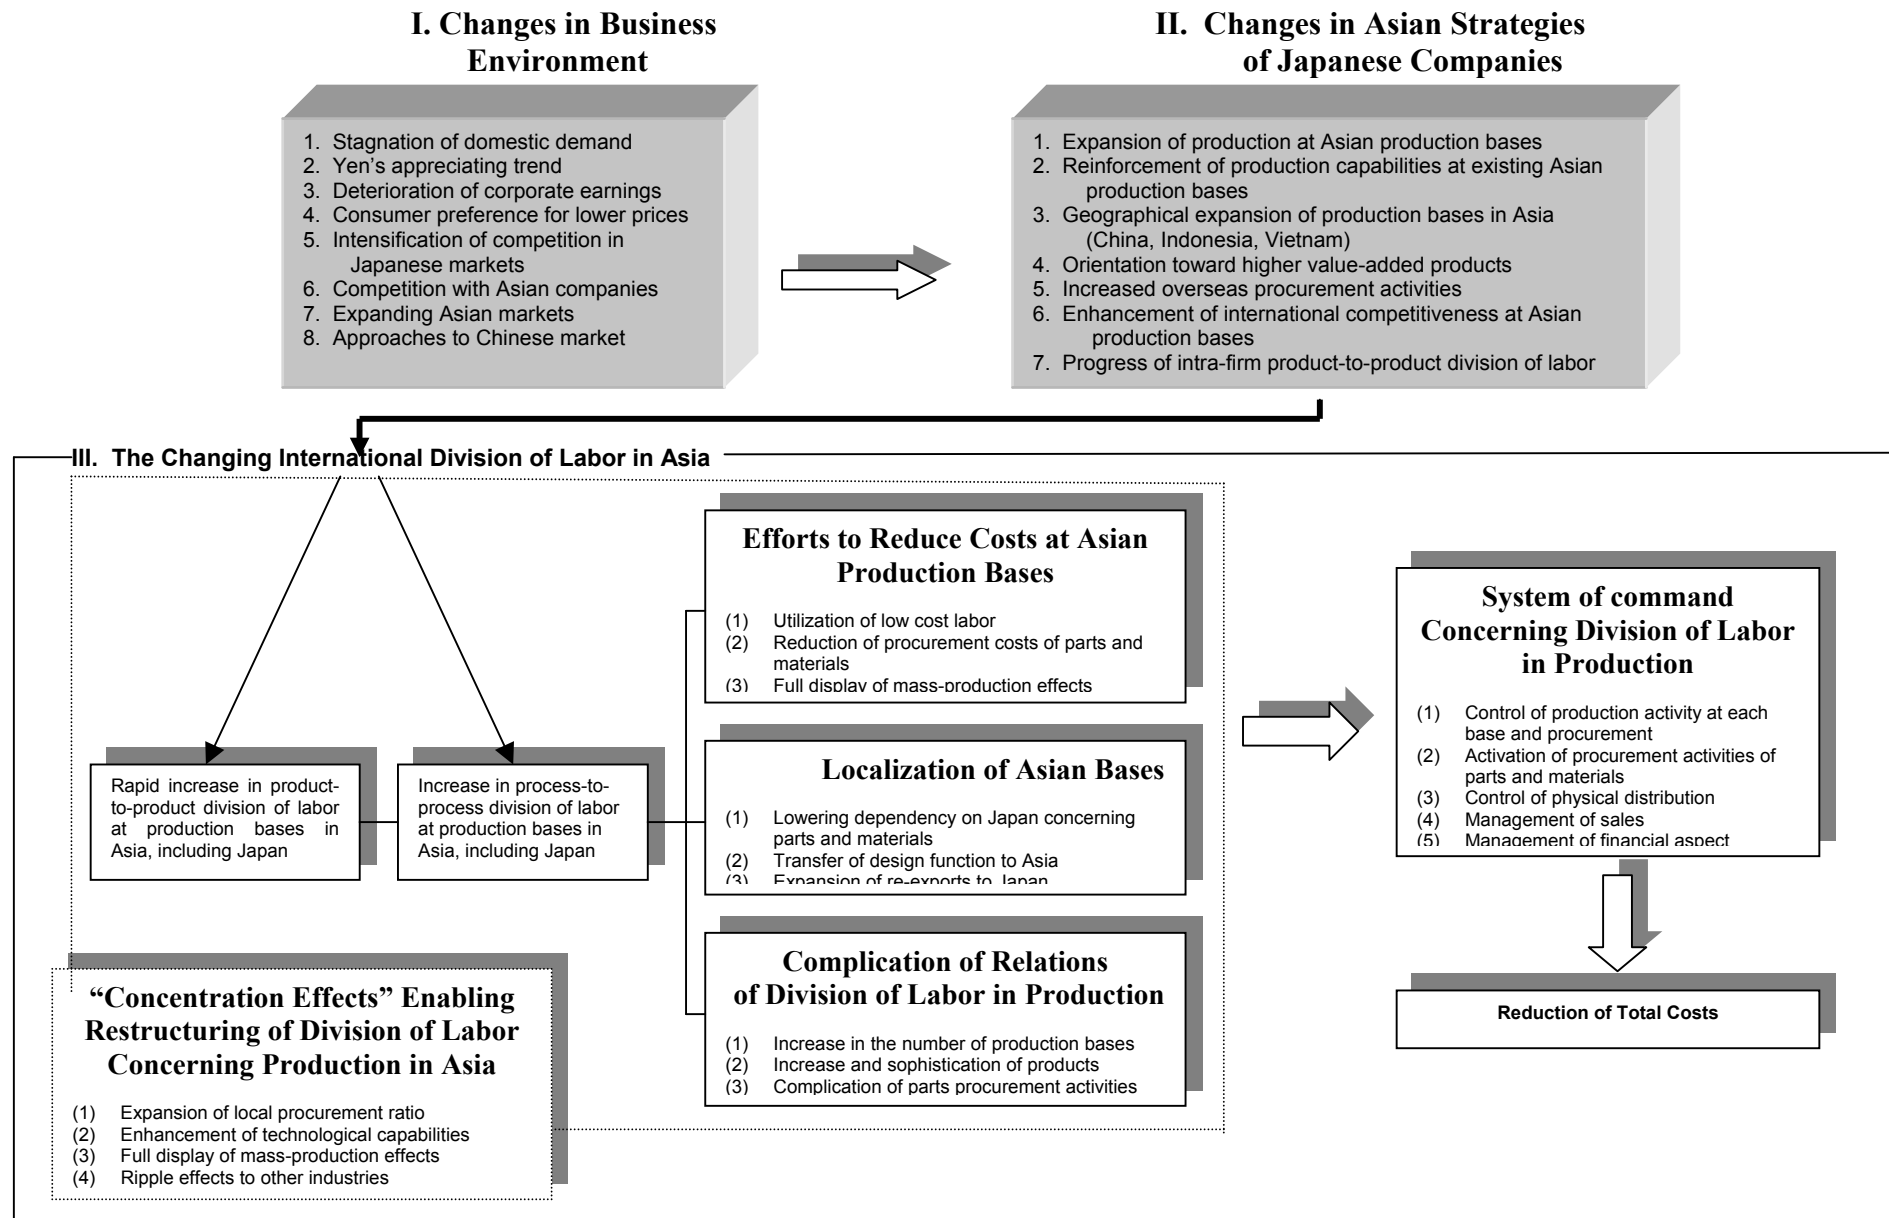 I. Changes in Business
Environment
1. Stagnation of domestic demand
2. Yen’s appreciating trend
3. Deterioration of corporate earnings
4. Consumer preference for lower prices
5. Intensification of competition in
Japanese markets
6. Competition with Asian companies
7. Expanding Asian markets
8. Approaches to Chinese market
II. Changes in Asian Strategies
of Japanese Companies
1. Expansion of production at Asian production bases
2. Reinforcement of production capabilities at existing Asian
production bases
3. Geographical expansion of production bases in Asia
(China, Indonesia, Vietnam)
4. Orientation toward higher value-added products
5. Increased overseas procurement activities
6. Enhancement of international competitiveness at Asian
production bases
7. Progress of intra-firm product-to-product division of labor
III. The Changing International Division of Labor in Asia
Rapid increase in product-
to-product division of labor
at production bases in
Asia, including Japan
Increase in process-to-
process division of labor
at production bases in
Asia, including Japan
Efforts to Reduce Costs at Asian
Production Bases
(1) Utilization of low cost labor
(2) Reduction of procurement costs of parts and
materials
(3) Full display of mass-production effects
Localization of Asian Bases
(1) Lowering dependency on Japan concerning
parts and materials
(2) Transfer of design function to Asia
(3) Expansion of re-exports to Japan
Complication of Relations
of Division of Labor in Production
(1) Increase in the number of production bases
(2) Increase and sophistication of products
(3) Complication of parts procurement activities
“Concentration Effects” Enabling
Restructuring of Division of Labor
Concerning Production in Asia
(1) Expansion of local procurement ratio
(2) Enhancement of technological capabilities
(3) Full display of mass-production effects
(4) Ripple effects to other industries
System of command
Concerning Division of Labor
in Production
(1) Control of production activity at each
base and procurement
(2) Activation of procurement activities of
parts and materials
(3) Control of physical distribution
(4) Management of sales
(5) Management of financial aspect
Reduction of Total Costs